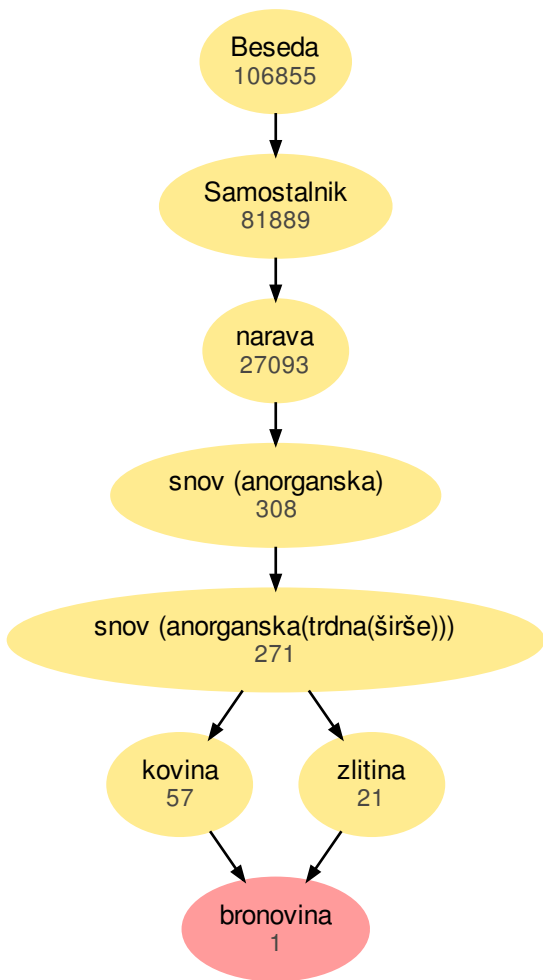 Beseda
106855
Samostalnik
81889
narava
27093
snov (anorganska)
308
snov (anorganska(trdna(širše)))
271
kovina
57
zlitina
21
bronovina
1